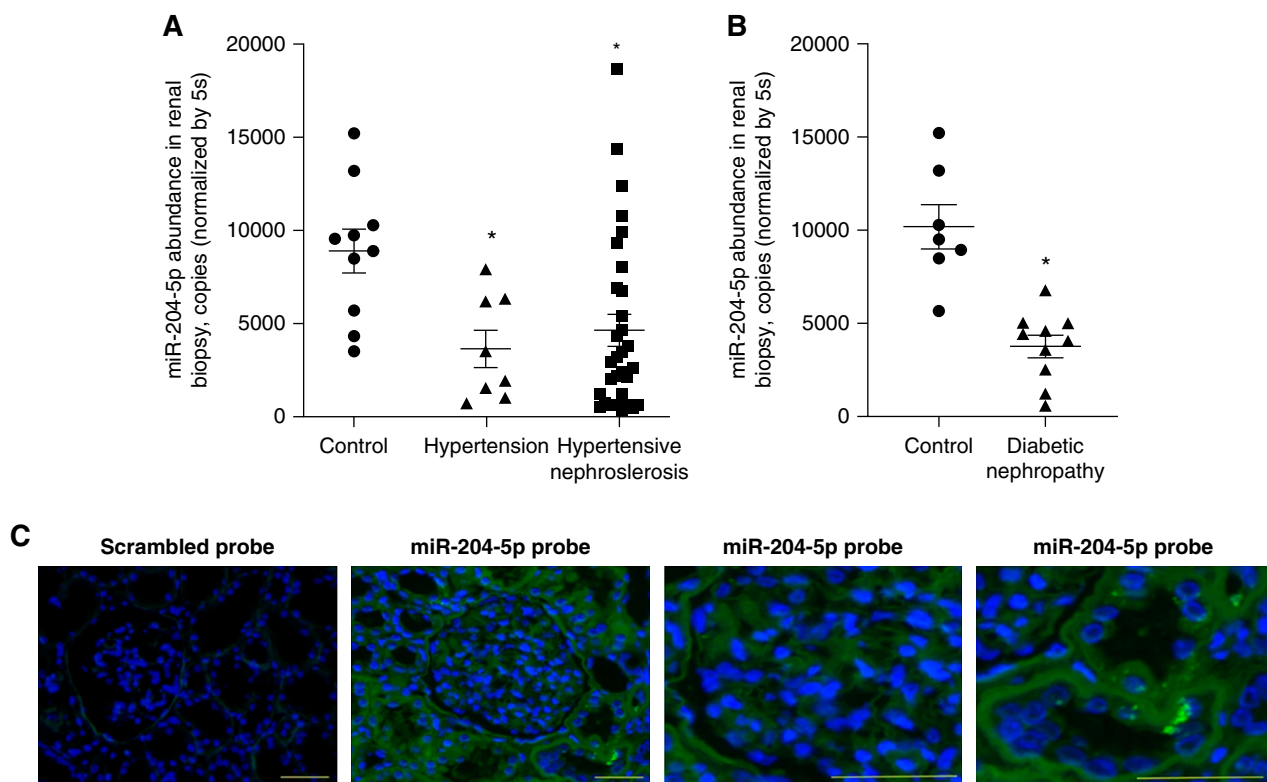 A
miR-204-5p abundance in renal
biopsy, copies (normalized by 5s)
20000
15000
10000
5000
0
*
*
Control
Hypertension
Hypertensive
nephroslerosis
B
miR-204-5p abundance in renal
biopsy, copies (normalized by 5s)
20000
15000
10000
5000
0
*
Control
Diabetic
nephropathy
C
Scrambled probe
miR-204-5p probe
miR-204-5p probe
miR-204-5p probe